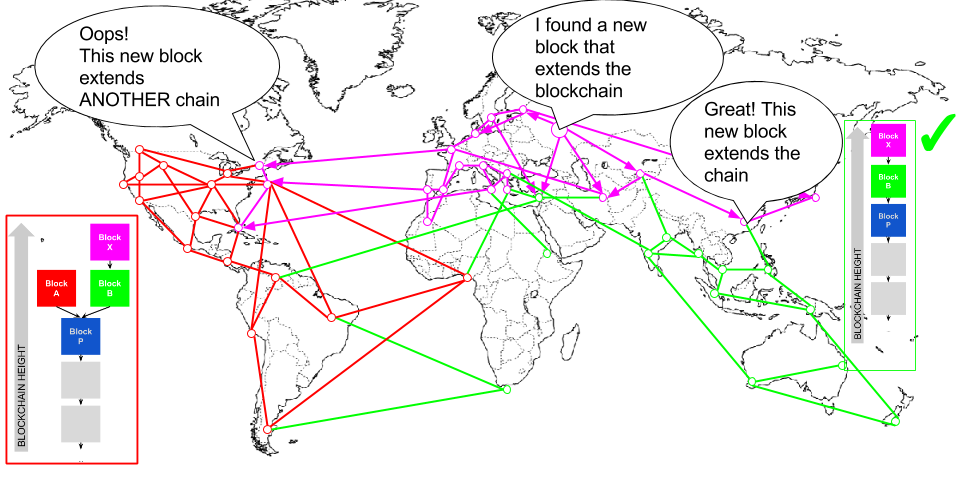 Oops!
This new block
extends
ANOTHER chain
I found a new
block that
extends the
blockchain
Great! This
new block
extends the
chain
Block
X
Block
A
Block
B
Block
P
BLOCKCHAIN HEIGHT
Block
X
Block
B
Block
P
BLOCKCHAIN HEIGHT